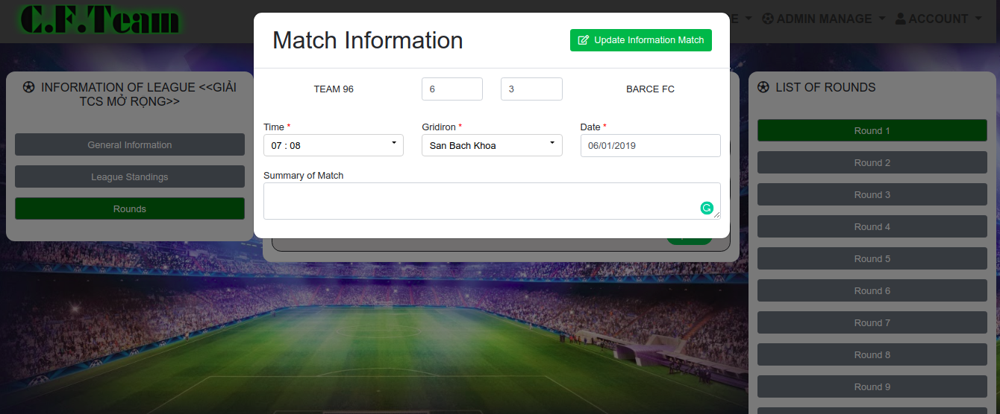 C.F.Team
E
ADMIN MANAGE
ACCOUNT
Match Information
Update Information Match
TEAM 96
6
3
BARCE FC
Time *
Gridiron *
Date *
07 : 08
San Bach Khoa
06/01/2019
Summary of Match
INFORMATION OF LEAGUE <<GIẢI
TCS MỞ RỌNG>>
General Information
League Standings
Rounds
LIST OF ROUNDS
Round 1
Round 2
Round 3
Round 4
Round 5
Round 6
Round 7
Round 8
Round 9